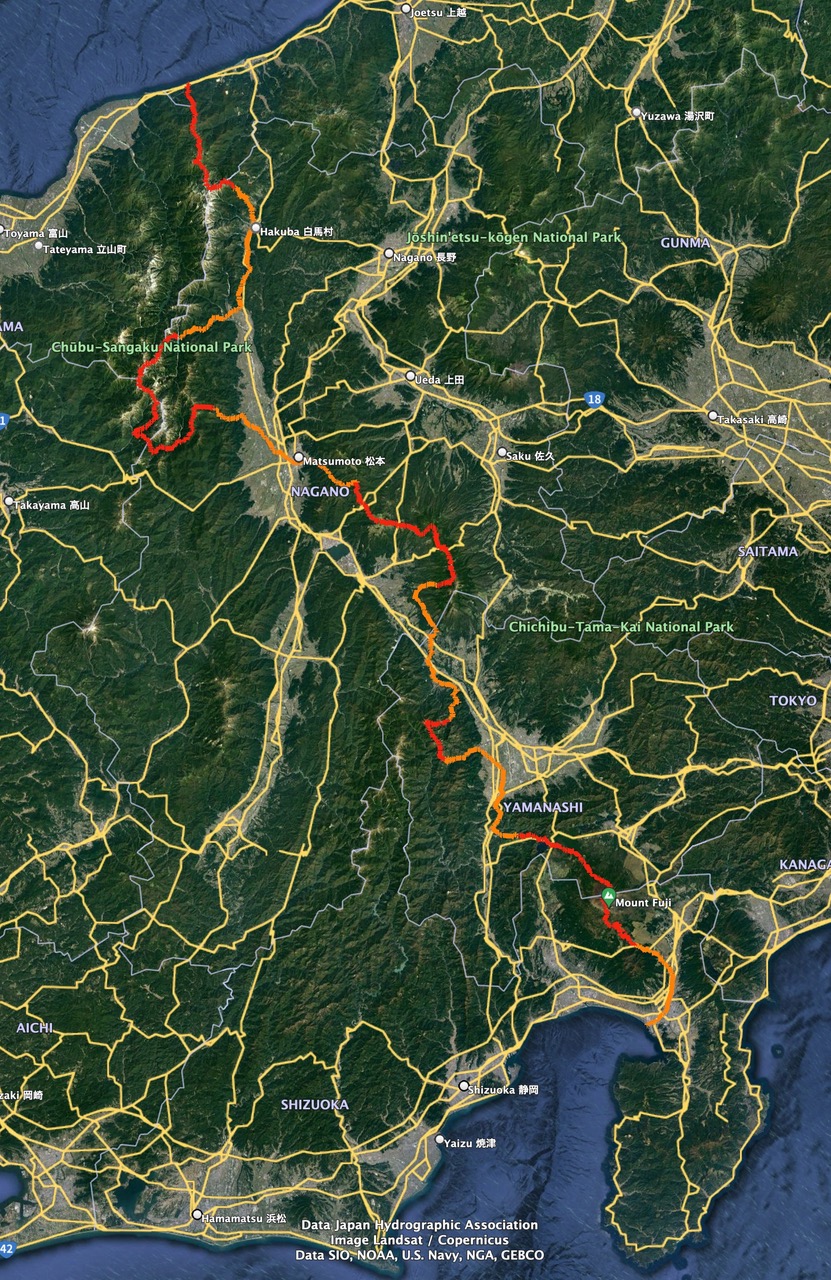 Joetsu 上越
Yuzawa 湯沢町
Toyama 富山
Tateyama 立山町
Hakuba 白馬村
Jōshin'etsu-kōgen National Park
GUNMA
Nagano 長野
AMA
Chūbu-Sangaku National Park
Ueda 上田
18
Takasaki 高崎
1
Matsumoto 松本
Saku 佐久
NAGANO
Takayama 高山
SAITAMA
Chichibu-Tama-Kai National Park
TOKYO
YAMANASHI
KANAGA
Mount Fuji
AICHI
zaki 岡崎
SHIZUOKA
Shizuoka 静岡
Yaizu 焼津
Hamamatsu 浜松
42
Data Japan Hydrographic Association
Image Landsat / Copernicus
Data SIO, NOAA, U.S. Navy, NGA, GEBCO